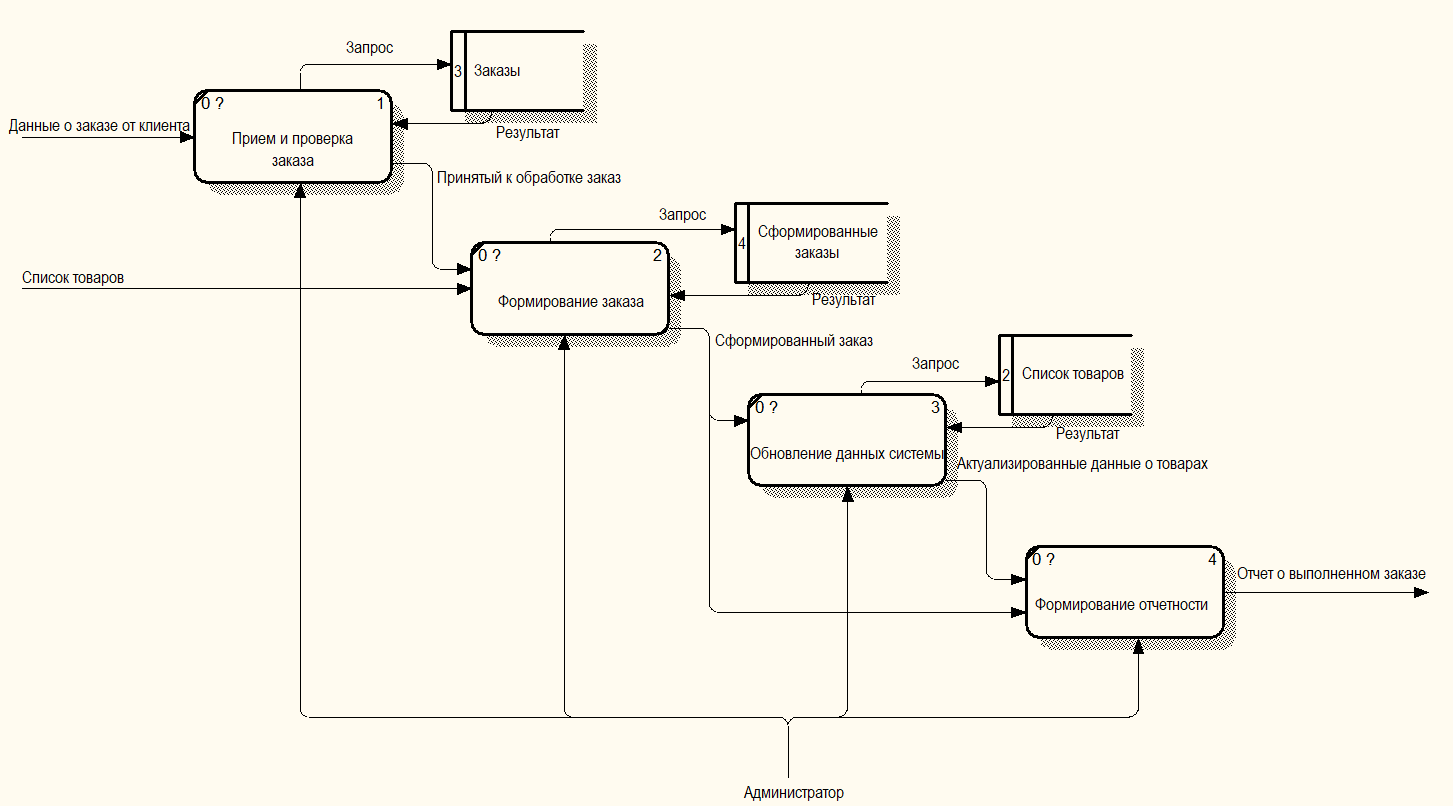 Запрос
3
Заказы
0 ?
1
Данные о заказе от клиента
Прием и проверка
заказа
Результат
Принятый к обработке заказ
Запрос
4
Сформированные
заказы
0 ?
2
Список товаров
Формирование заказа
Результат
Сформированный заказ
Запрос
2
Список товаров
0 ?
3
Результат
Обновление данных системы
Актуализированные данные о товарах
0 ?
4
Отчет о выполненном заказе
Формирование отчетности
Администратор